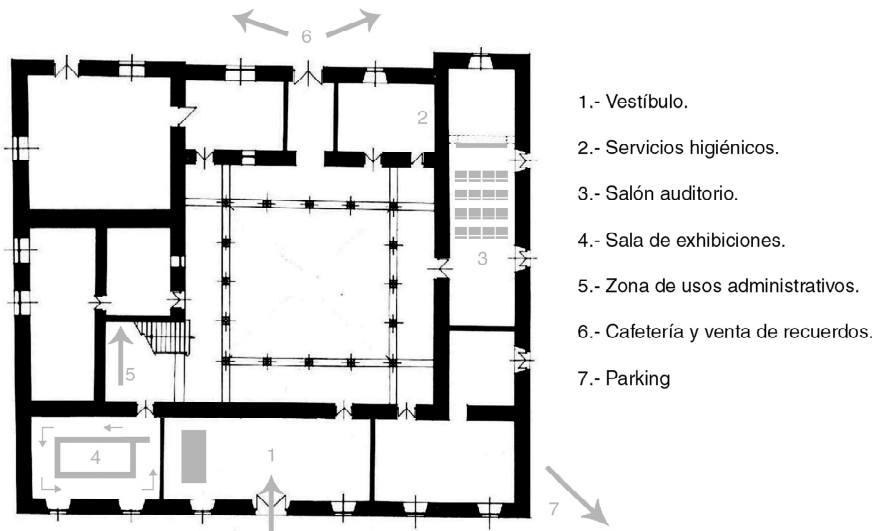 6
2
3
5
4
1
7
1.- Vestíbulo.
2.- Servicios higiénicos.
3.- Salón auditorio.
4.- Sala de exhibiciones.
5.- Zona de usos administrativos.
6.- Cafetería y venta de recuerdos.
7.- Parking